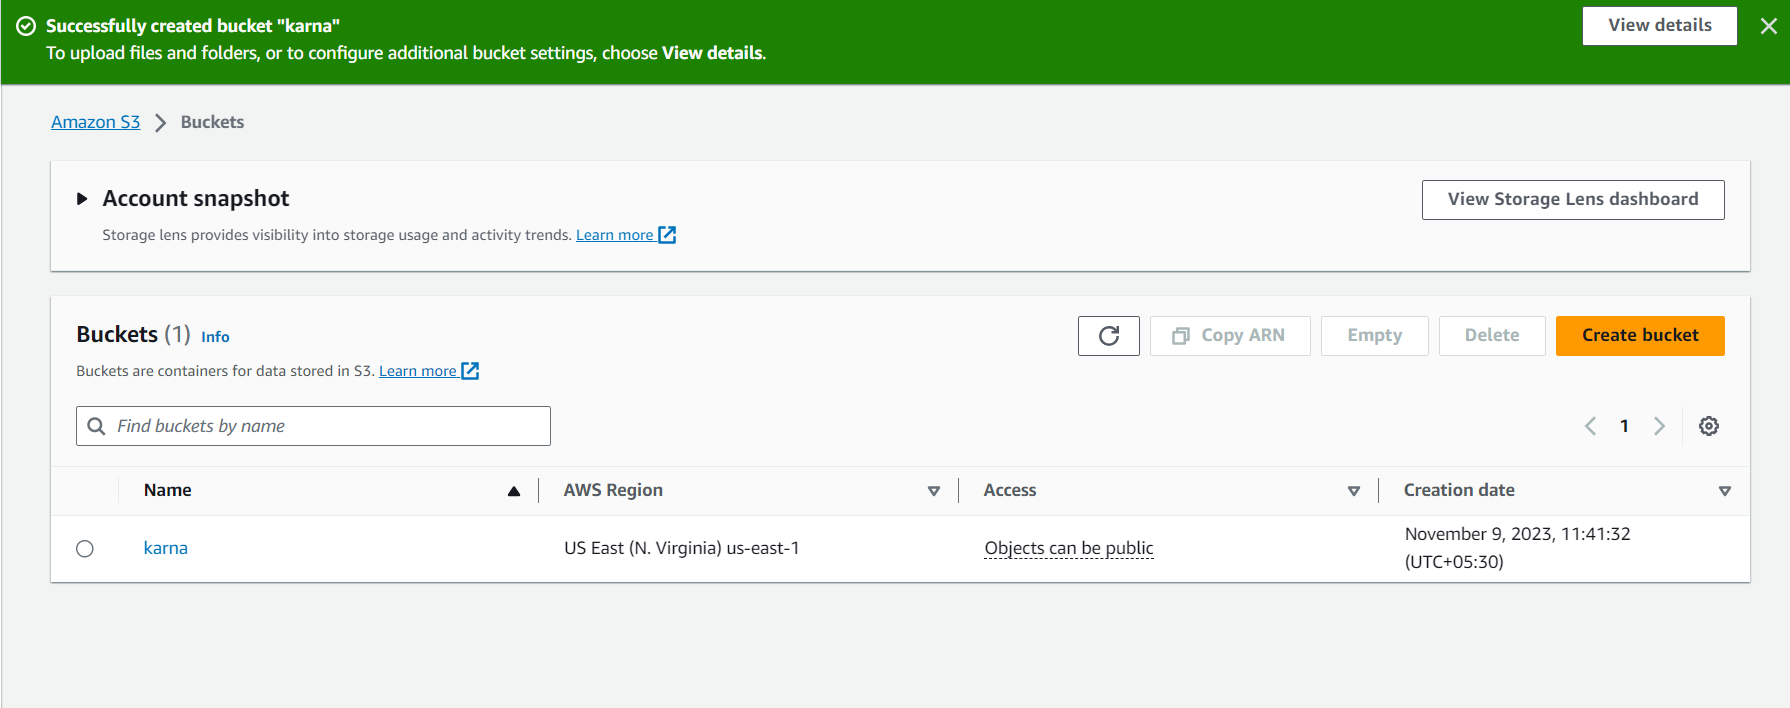 Successfully created bucket "karna"
To upload files and folders, or to configure additional bucket settings, choose View details.
View details
Amazon S3 Buckets
Account snapshot
View Storage Lens dashboard
Storage lens provides visibility into storage usage and activity trends. Learn more
Buckets (1) Info
Copy ARN
Empty
Delete
Create bucket
Buckets are containers for data stored in S3. Learn more
Find buckets by name
1
Name AWS Region Access Creation date
karna US East (N. Virginia) us-east-1 Objects can be public November 9, 2023, 11:41:32
(UTC+05:30)